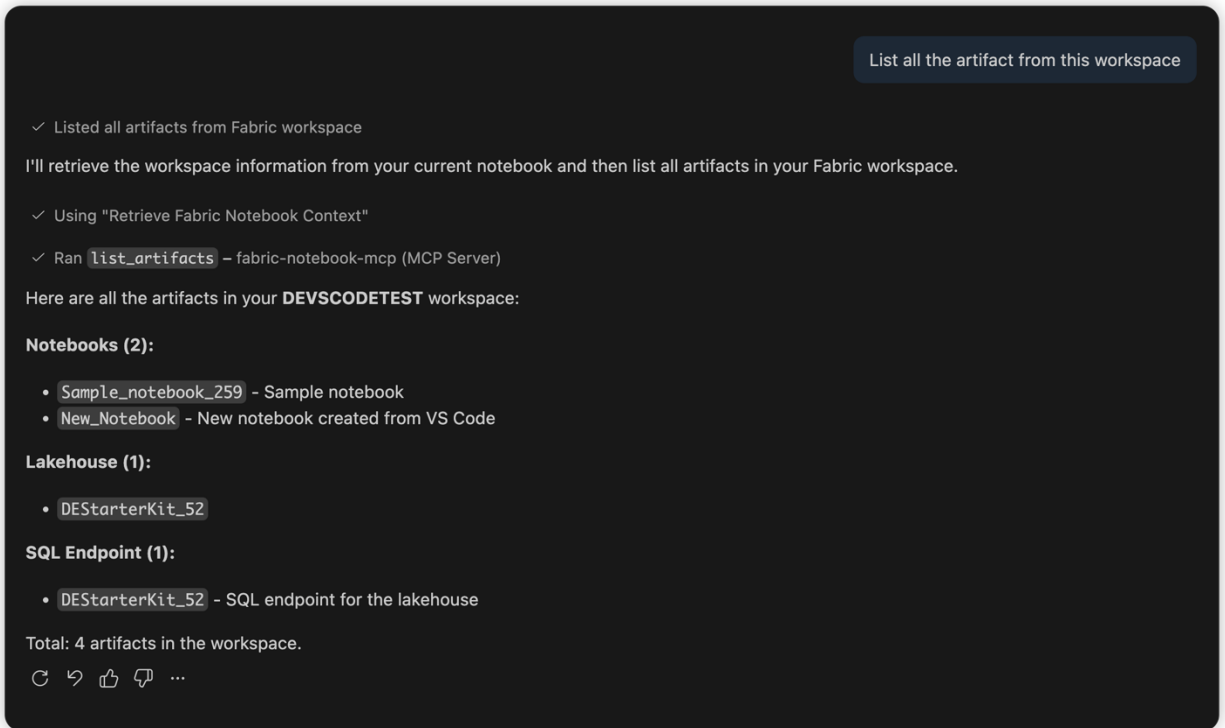 List all the artifact from this workspace
Listed all artifacts from Fabric workspace
I'll retrieve the workspace information from your current notebook and then list all artifacts in your Fabric workspace.
Using "Retrieve Fabric Notebook Context"
Ran list_artifacts – fabric-notebook-mcp (MCP Server)
Here are all the artifacts in your DEVSCODETEST workspace:
Notebooks (2):
• Sample_notebook_259 - Sample notebook
• New_Notebook - New notebook created from VS Code
Lakehouse (1):
• DEStarterKit_52
SQL Endpoint (1):
• DEStarterKit_52 - SQL endpoint for the lakehouse
Total: 4 artifacts in the workspace.